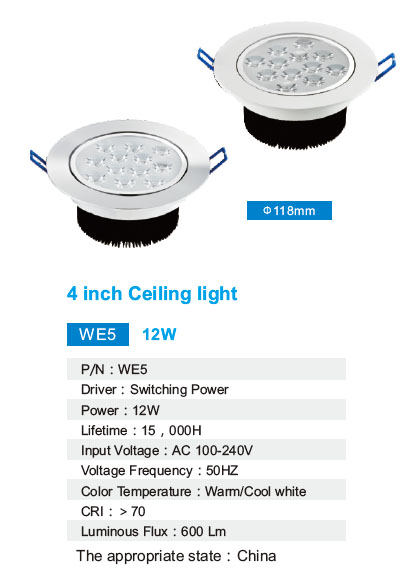 Φ118mm
4 inch Ceiling light
WE5 12W
P/N：WE5
Driver：Switching Power
Power：12W
Lifetime：15，000H
Input Voltage：AC 100-240V
Voltage Frequency：50HZ
Color Temperature：Warm/Cool white
CRI：＞70
Luminous Flux：600 Lm
The appropriate state：China